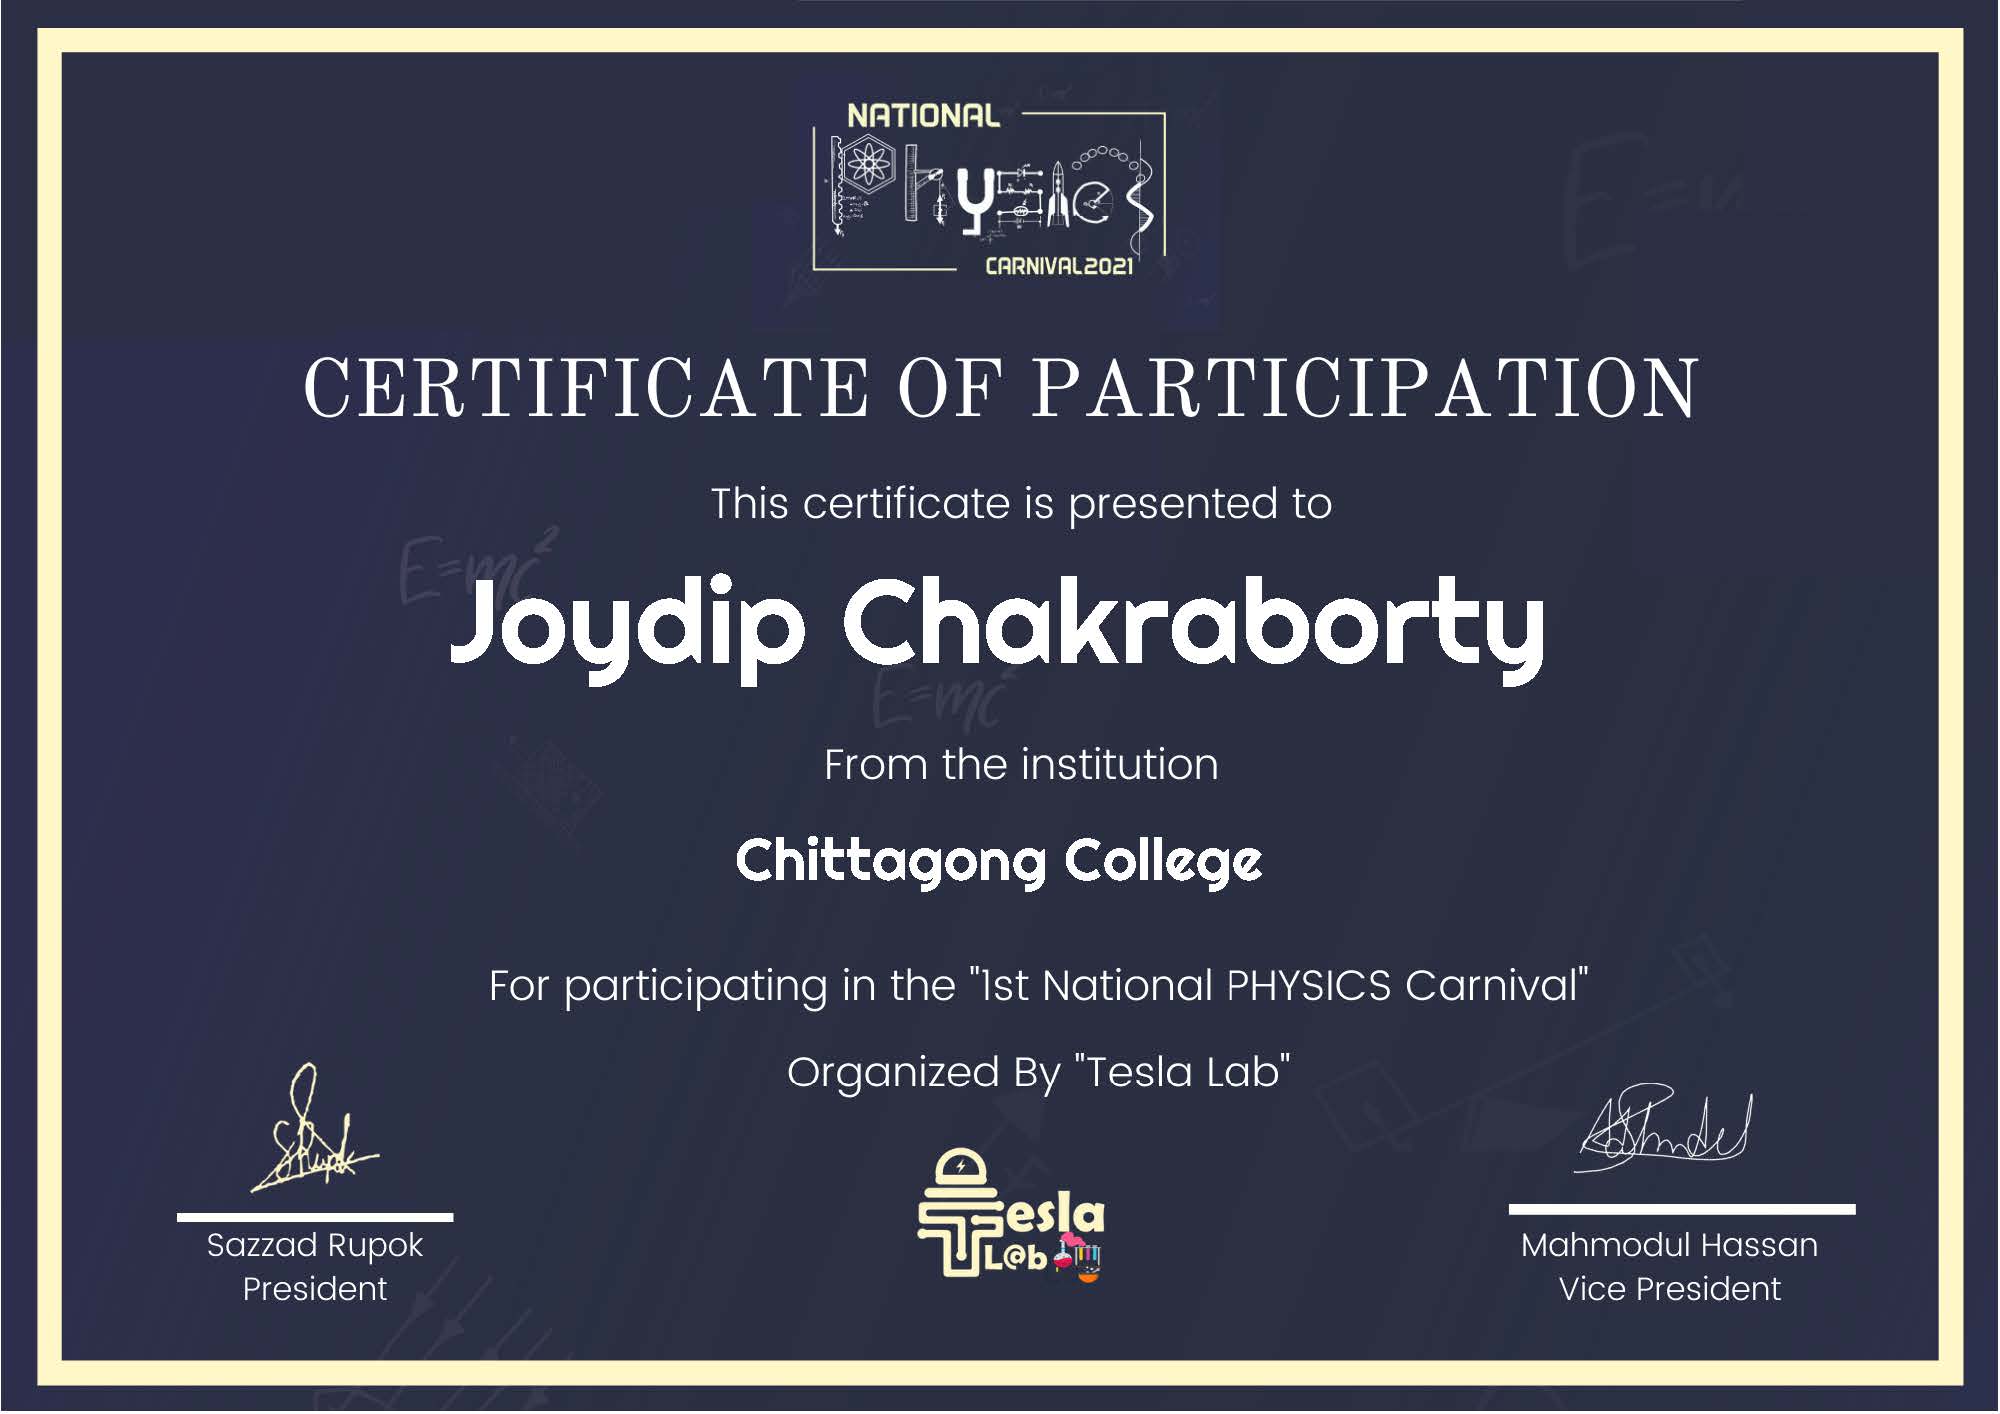 NATIONAL
Physics
CARNIVAL2021
CERTIFICATE OF PARTICIPATION
This certificate is presented to
E=mc²
Joydip Chakraborty
E=mc²
From the institution
Chittagong College
For participating in the "1st National PHYSICS Carnival"
Organized By "Tesla Lab"
Tesla
L@b
Sazzad Rupok
President
Mahmodul Hassan
Vice President